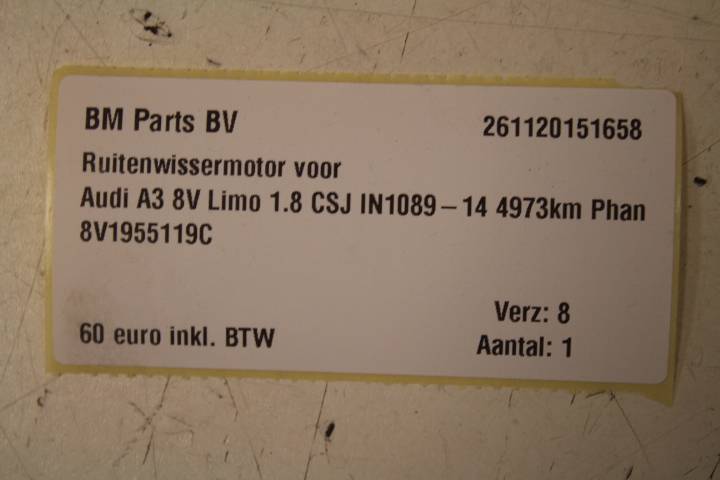 BM Parts BV 261120151658
Ruitenwissermotor voor
Audi A3 8V Limo 1.8 CSJ IN1089-14 4973km Phan
8V1955119C
Verz: 8
60 euro inkl. BTW Aantal: 1